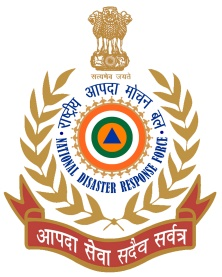 सत्यमेव जयते
राष्ट्रीय आपदा मोचन बल
NATIONAL DISASTER RESPONSE FORCE
आपदा सेवा सदैव सर्वत्र